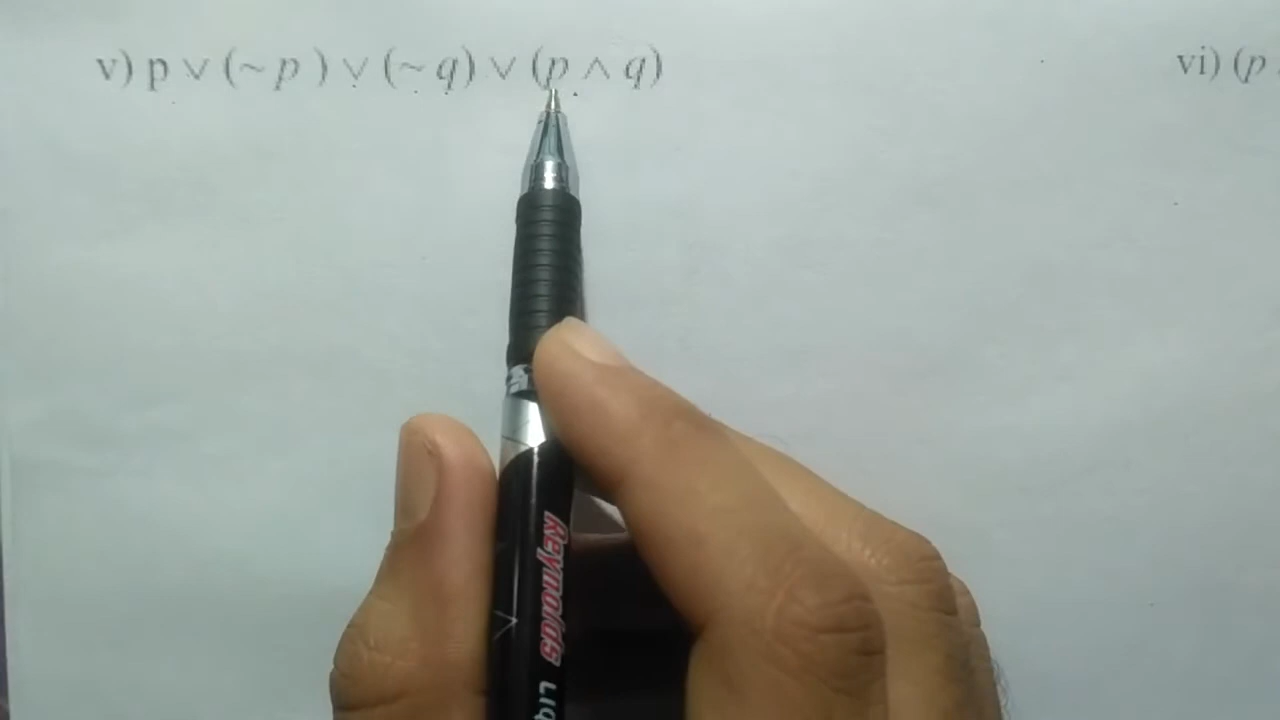 v) p ∨ (~ p ) ∨ (~ q) ∨ (p ∧ q)
vi) (p
Reynolds